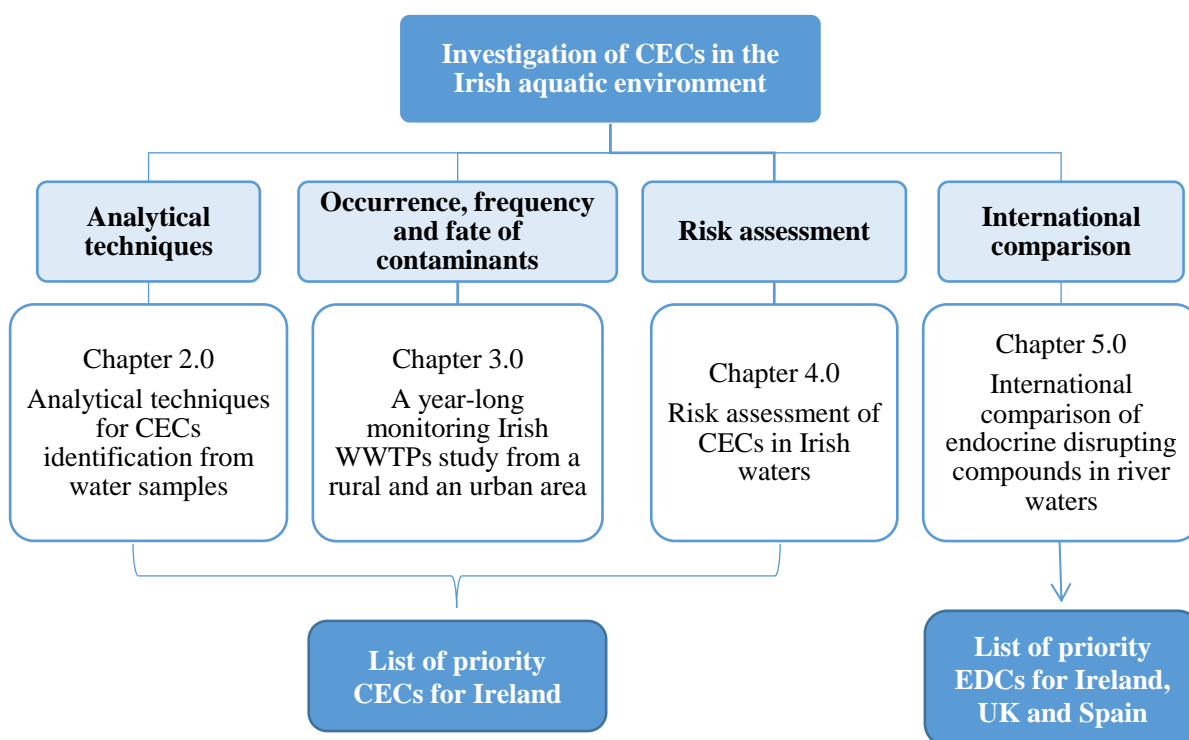 Investigation of CECs in the
Irish aquatic environment
Analytical
techniques
Occurrence, frequency
and fate of
contaminants
Risk assessment
International
comparison
Chapter 2.0
Analytical techniques
for CECs
identification from
water samples
Chapter 3.0
A year-long
monitoring Irish
WWTPs study from a
rural and an urban area
Chapter 4.0
Risk assessment of
CECs in Irish
waters
Chapter 5.0
International
comparison of
endocrine disrupting
compounds in river
waters
List of priority
CECs for Ireland
List of priority
EDCs for Ireland,
UK and Spain